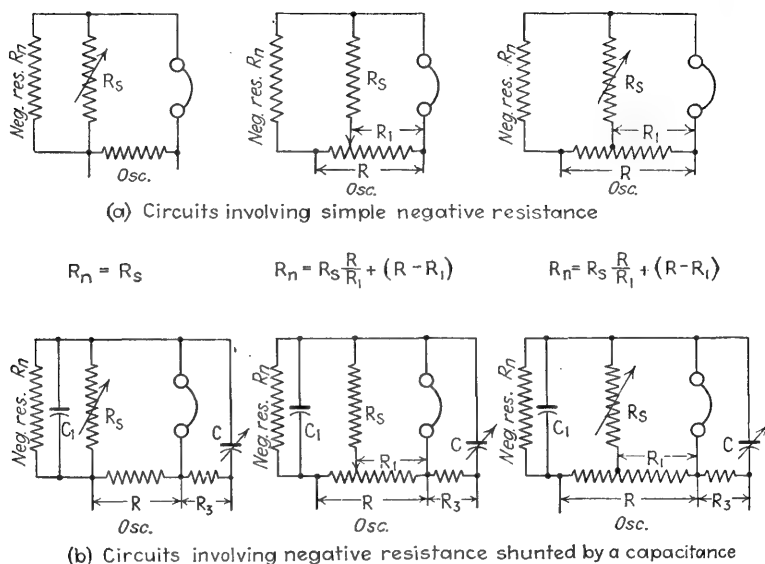 Neg. res. Rn
Rs
Osc.
Neg. res. Rn
Rs
R1
R
Osc.
Neg. res. Rn
Rs
R1
R
Osc.
(a) Circuits involving simple negative resistance
Rn = Rs
Rn = Rs R/R1 + (R-R1)
Rn = Rs R/R1 + (R-R1)
Neg. res. Rn
C1
Rs
C
R
R3
Osc.
Neg. res. Rn
C1
Rs
C
R1
R
R3
Osc.
Neg. res. Rn
C1
Rs
C
R1
R
R3
Osc.
(b) Circuits involving negative resistance shunted by a capacitance